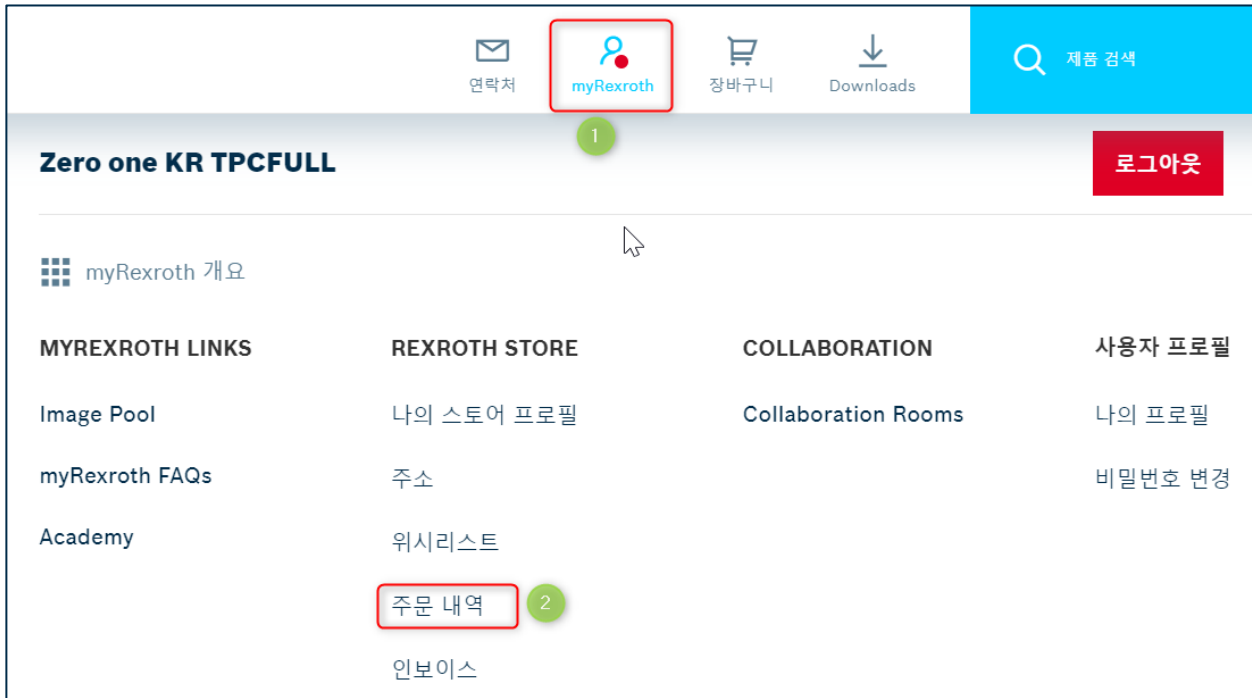 연락처
myRexroth
장바구니
Downloads
제품 검색
1
Zero one KR TPCFULL
로그아웃
myRexroth 개요
MYREXROTH LINKS
REXROTH STORE
COLLABORATION
사용자 프로필
Image Pool
나의 스토어 프로필
Collaboration Rooms
나의 프로필
myRexroth FAQs
주소
비밀번호 변경
Academy
위시리스트
주문 내역
2
인보이스